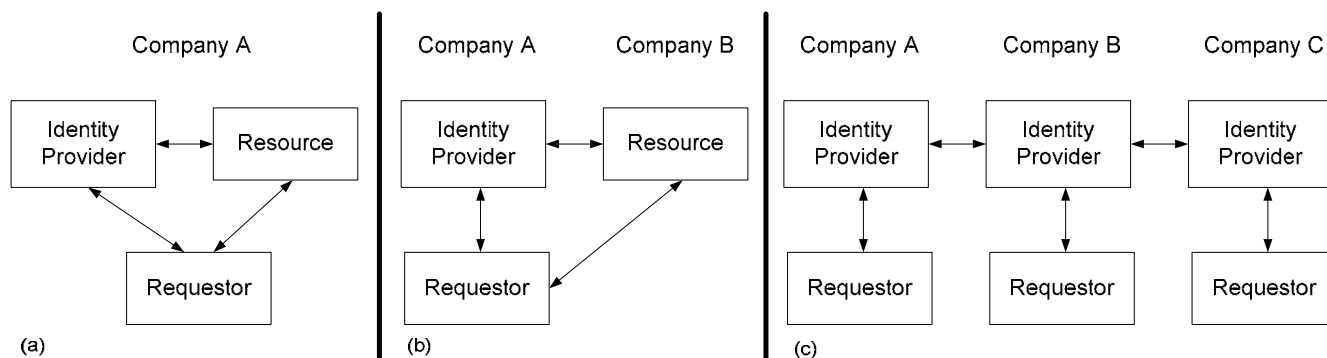 Company A
Identity
Provider
Resource
Requestor
(a)
Company A
Company B
Identity
Provider
Resource
Requestor
(b)
Company A
Company B
Company C
Identity
Provider
Identity
Provider
Identity
Provider
Requestor
Requestor
Requestor
(c)